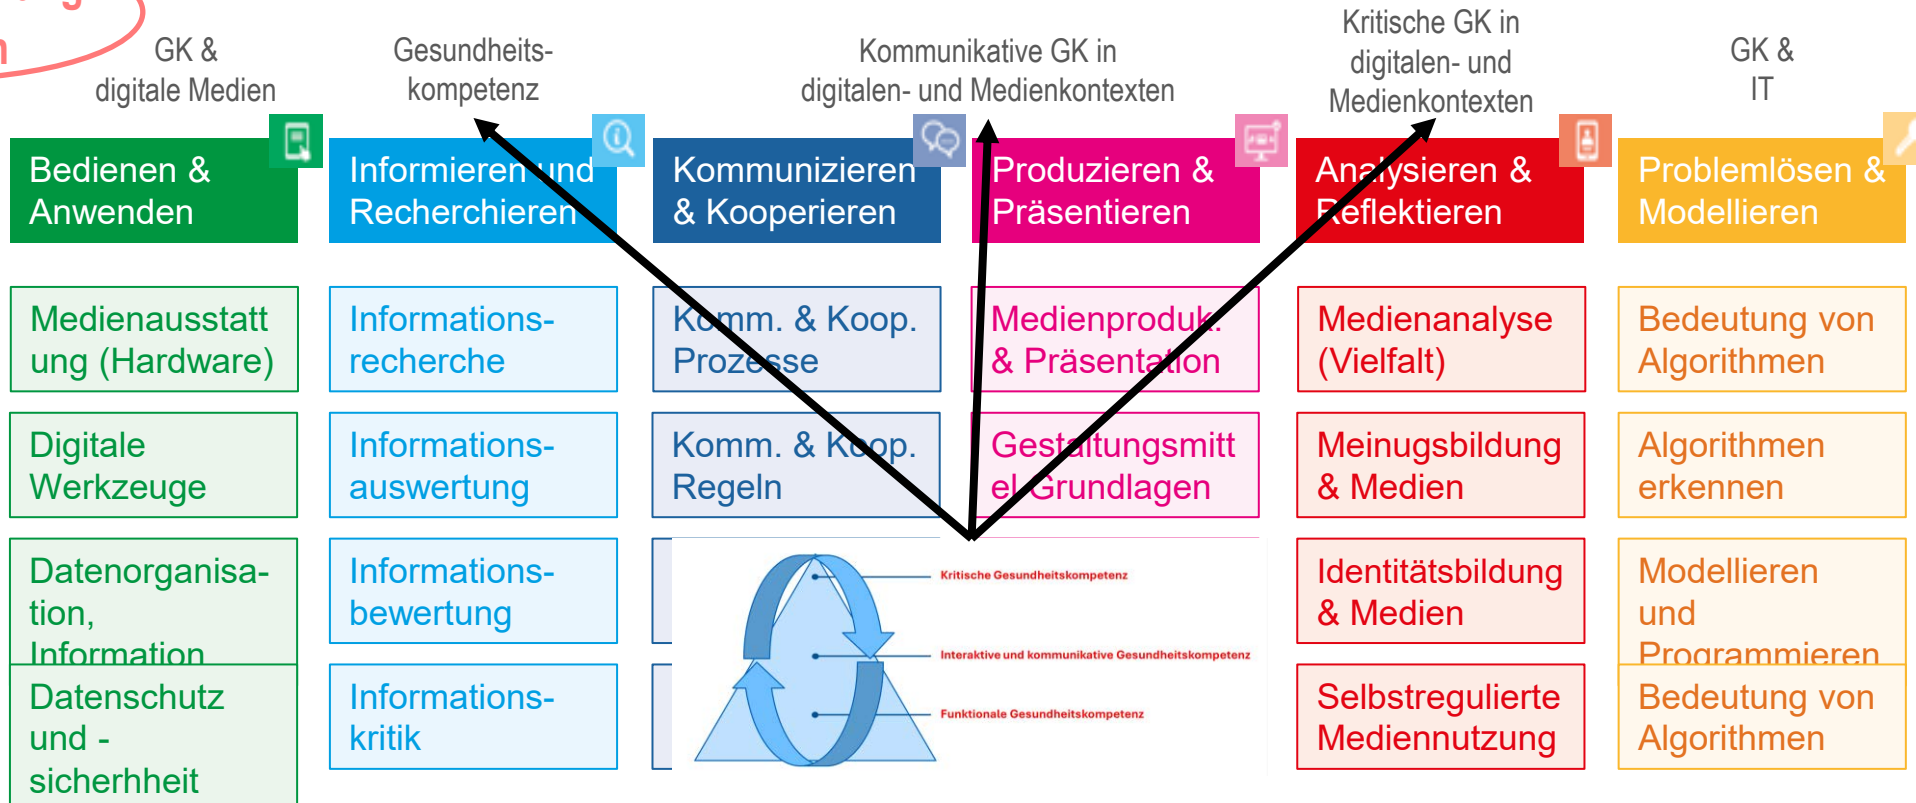 GK &
digitale Medien
Gesundheits-
kompetenz
Kommunikative GK in
digitalen- und Medienkontexten
Kritische GK in
digitalen- und
Medienkontexten
GK &
IT
Bedienen &
Anwenden
Informieren und
Recherchieren
Kommunizieren
& Kooperieren
Produzieren &
Präsentieren
Analysieren &
Reflektieren
Problemlösen &
Modellieren
Medienausstatt
ung (Hardware)
Informations-
recherche
Komm. & Koop.
Prozesse
Medienproduk.
& Präsentation
Medienanalyse
(Vielfalt)
Bedeutung von
Algorithmen
Digitale
Werkzeuge
Informations-
auswertung
Komm. & Koop.
Regeln
Gestaltungsmitt
el Grundlagen
Meinugsbildung
& Medien
Algorithmen
erkennen
Datenorganisa-
tion,
Information
Informations-
bewertung
Kritische Gesundheitskompetenz
Interaktive und kommunikative Gesundheitskompetenz
Funktionale Gesundheitskompetenz
Identitätsbildung
& Medien
Modellieren
und
Programmieren
Datenschutz
und -
sicherhheit
Informations-
kritik
Selbstregulierte
Mediennutzung
Bedeutung von
Algorithmen